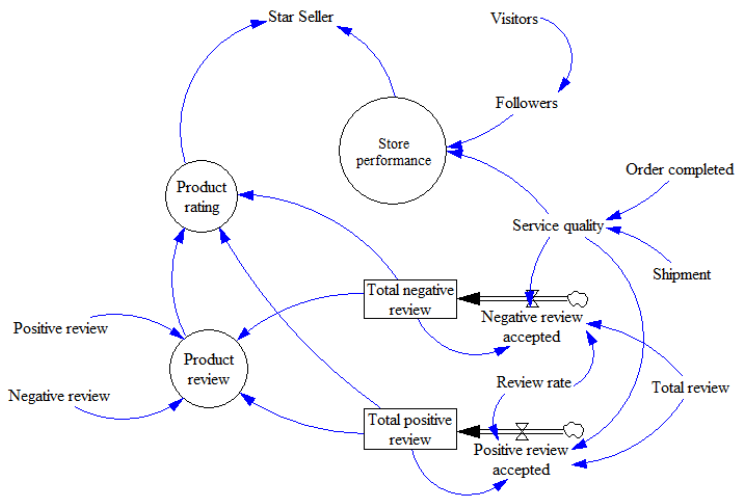 Star Seller
Visitors
Followers
Store
performance
Order completed
Product
rating
Service quality
Shipment
Total negative
review
Negative review
accepted
Positive review
Product
review
Negative review
Review rate
Total review
Total positive
review
Positive review
accepted